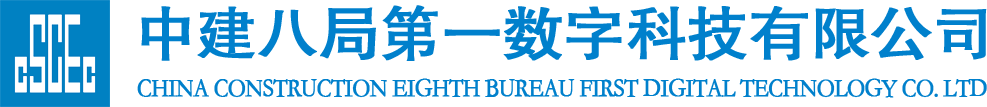 CSCEC
中建八局第一数字科技有限公司
CHINA CONSTRUCTION EIGHTH BUREAU FIRST DIGITAL TECHNOLOGY CO. LTD